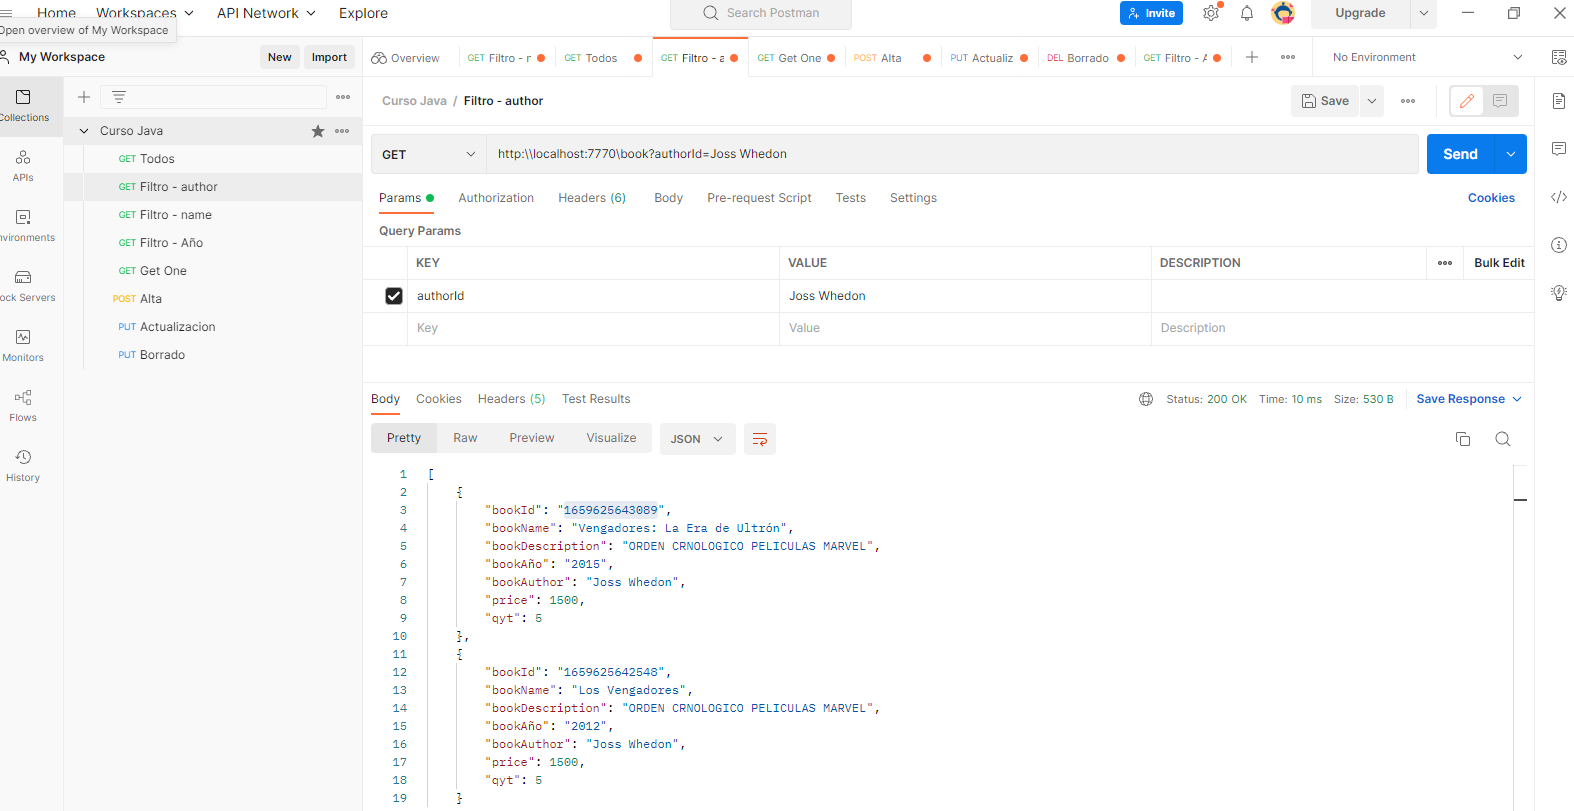 Home Workspaces API Network Explore Search Postman Invite Upgrade
Open overview of My Workspace
My Workspace New Import
Overview GET Filtro - n GET Todos GET Filtro - a GET Get One POST Alta PUT Actualiz DEL Borrado GET Filtro - A No Environment
Collections
APIs
Environments
Mock Servers
Monitors
Flows
History
Curso Java
GET Todos
GET Filtro - author
GET Filtro - name
GET Filtro - Año
GET Get One
POST Alta
PUT Actualizacion
PUT Borrado
Curso Java / Filtro - author Save
GET http:\\localhost:7770\book?authorId=Joss Whedon Send
Params Authorization Headers (6) Body Pre-request Script Tests Settings Cookies
Query Params
KEY VALUE DESCRIPTION Bulk Edit
authorId Joss Whedon
Key Value Description
Body Cookies Headers (5) Test Results Status: 200 OK Time: 10 ms Size: 530 B Save Response
Pretty Raw Preview Visualize JSON
1 [
2 {
3 "bookId": "1659625643089",
4 "bookName": "Vengadores: La Era de Ultrón",
5 "bookDescription": "ORDEN CRNOLOGICO PELICULAS MARVEL",
6 "bookAño": "2015",
7 "bookAuthor": "Joss Whedon",
8 "price": 1500,
9 "qyt": 5
10 },
11 {
12 "bookId": "1659625642548",
13 "bookName": "Los Vengadores",
14 "bookDescription": "ORDEN CRNOLOGICO PELICULAS MARVEL",
15 "bookAño": "2012",
16 "bookAuthor": "Joss Whedon",
17 "price": 1500,
18 "qyt": 5
19 }